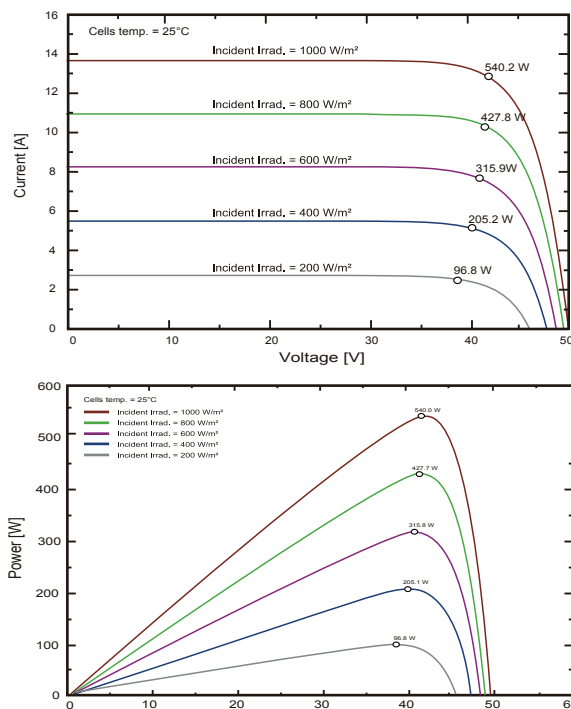 16
Cells temp. = 25°C
14
Incident Irrad. = 1000 W/m²
540.2 W
12
Incident Irrad. = 800 W/m²
427.8 W
10
Current [A]
8
Incident Irrad. = 600 W/m²
315.9W
6
Incident Irrad. = 400 W/m²
205.2 W
4
Incident Irrad. = 200 W/m²
96.8 W
2
0
0 10 20 30 40 50
Voltage [V]
600
Cells temp. = 25°C
Incident Irrad. = 1000 W/m²
Incident Irrad. = 800 W/m²
Incident Irrad. = 600 W/m²
Incident Irrad. = 400 W/m²
Incident Irrad. = 200 W/m²
540.0 W
500
427.7 W
400
Power [W]
315.8 W
300
205.1 W
200
96.8 W
100
0
0 10 20 30 40 50 60